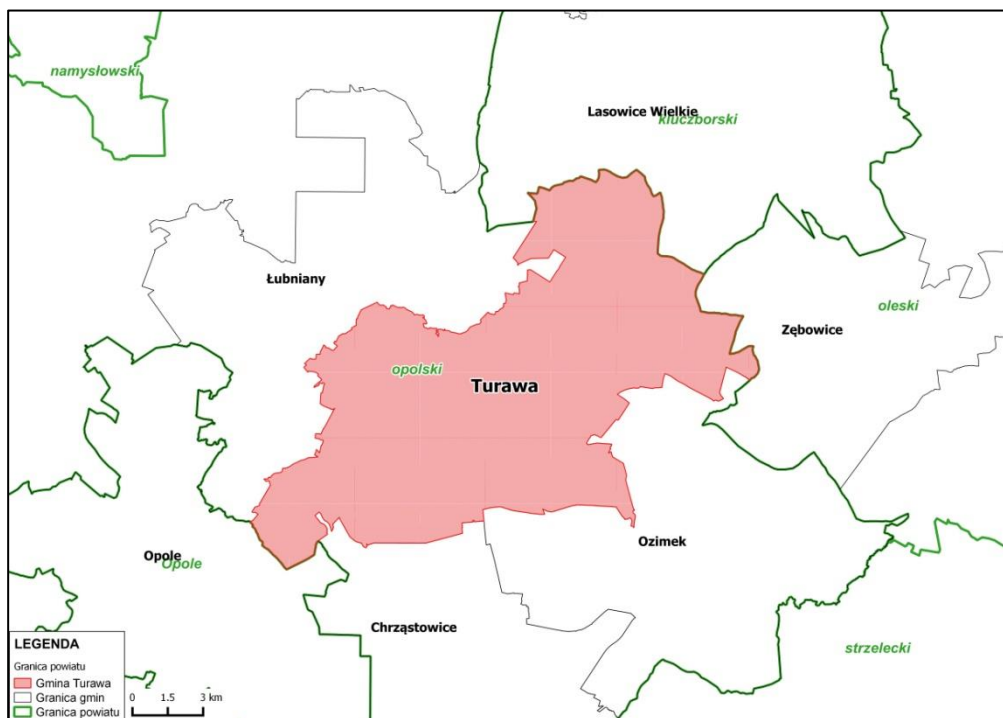 namysłowski
Lasowice Wielkie
kluczborski
Łubniany
oleski
Zębowice
opolski
Turawa
Opole
Opole
Ozimek
Chrząstowice
strzelecki
LEGENDA
Granica powiatu
Gmina Turawa
Granica gmin
Granica powiatu
0 1.5 3 km